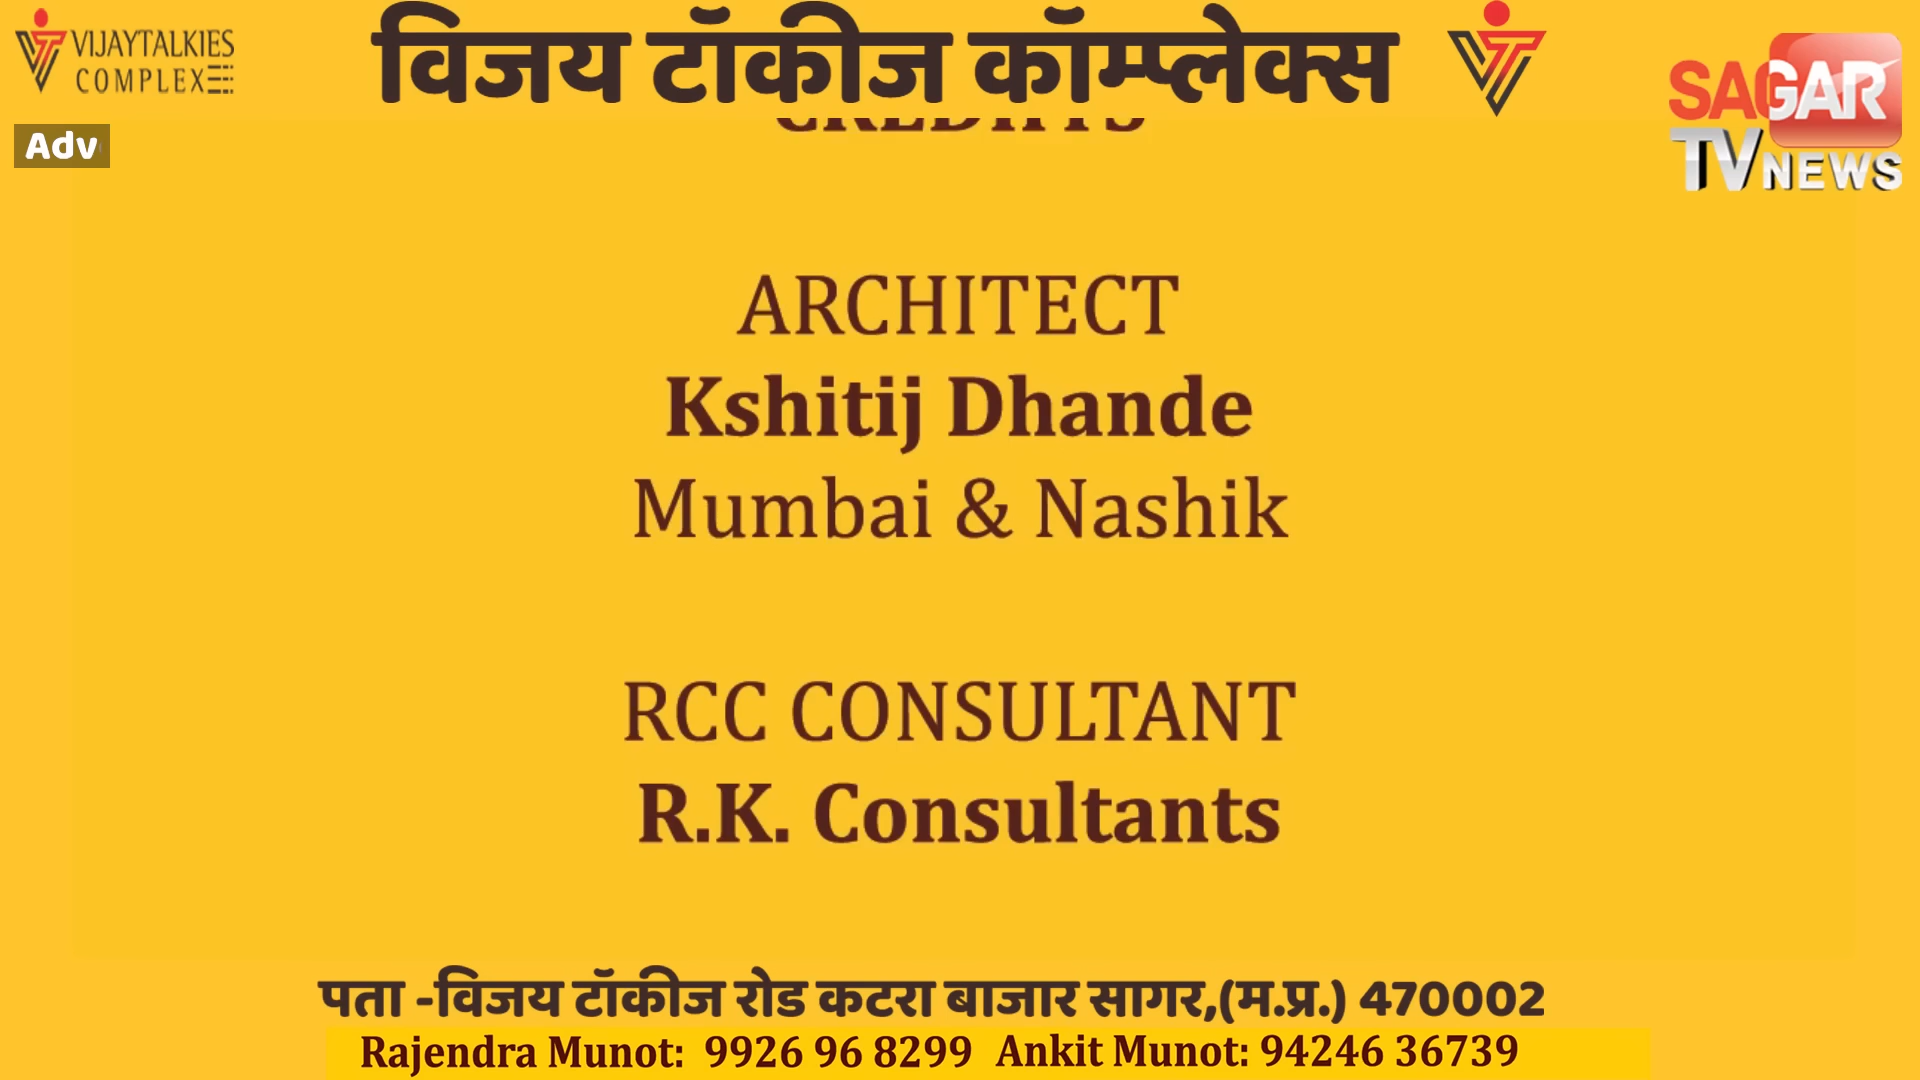 VIJAYTALKIES
COMPLEX
विजय टॉकीज कॉम्प्लेक्स
SAGAR
TV NEWS
Adv
CREDITS
ARCHITECT
Kshitij Dhande
Mumbai & Nashik
RCC CONSULTANT
R.K. Consultants
पता -विजय टॉकीज रोड कटरा बाजार सागर,(म.प्र.) 470002
Rajendra Munot: 9926 96 8299 Ankit Munot: 94246 36739